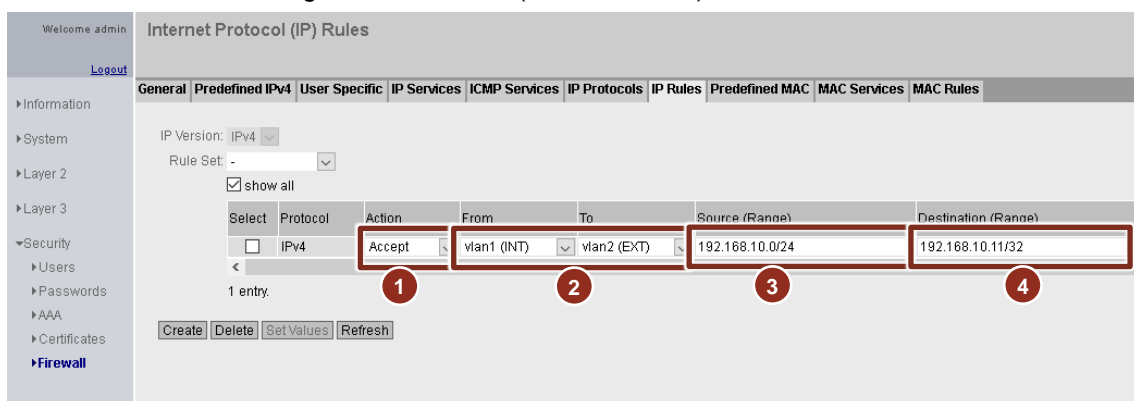 Welcome admin
Logout
Internet Protocol (IP) Rules
General Predefined IPv4 User Specific IP Services ICMP Services IP Protocols IP Rules Predefined MAC MAC Services MAC Rules
▸Information
▸System
▸Layer 2
▸Layer 3
▾Security
▸Users
▸Passwords
▸AAA
▸Certificates
▸Firewall
IP Version: IPv4
Rule Set: -
show all
Select Protocol Action From To Source (Range) Destination (Range)
IPv4 Accept vlan1 (INT) vlan2 (EXT) 192.168.10.0/24 192.168.10.11/32
1 2 3 4
1 entry.
Create Delete Set Values Refresh